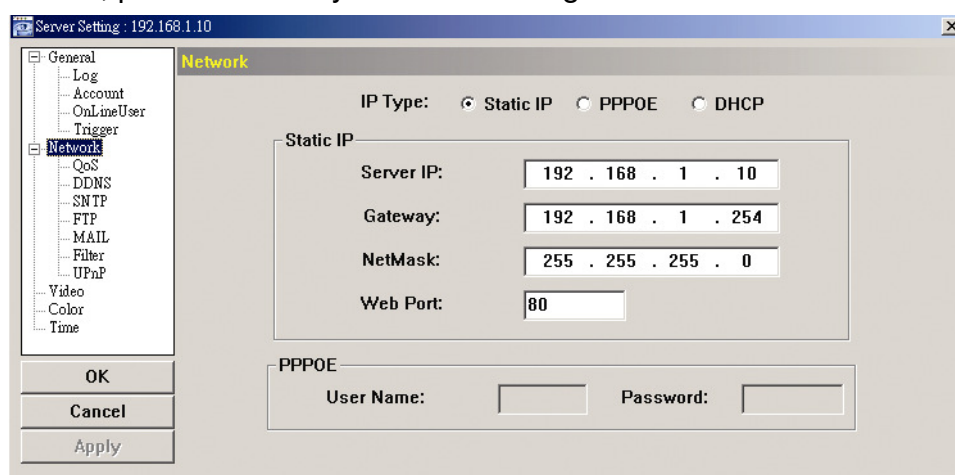 Server Setting : 192.168.1.10
General
Log
Account
OnLineUser
Trigger
Network
QoS
DDNS
SNTP
FTP
MAIL
Filter
UPnP
Video
Color
Time
OK
Cancel
Apply
Network
IP Type: Static IP PPPOE DHCP
Static IP
Server IP: 192 . 168 . 1 . 10
Gateway: 192 . 168 . 1 . 254
NetMask: 255 . 255 . 255 . 0
Web Port: 80
PPPOE
User Name: Password: